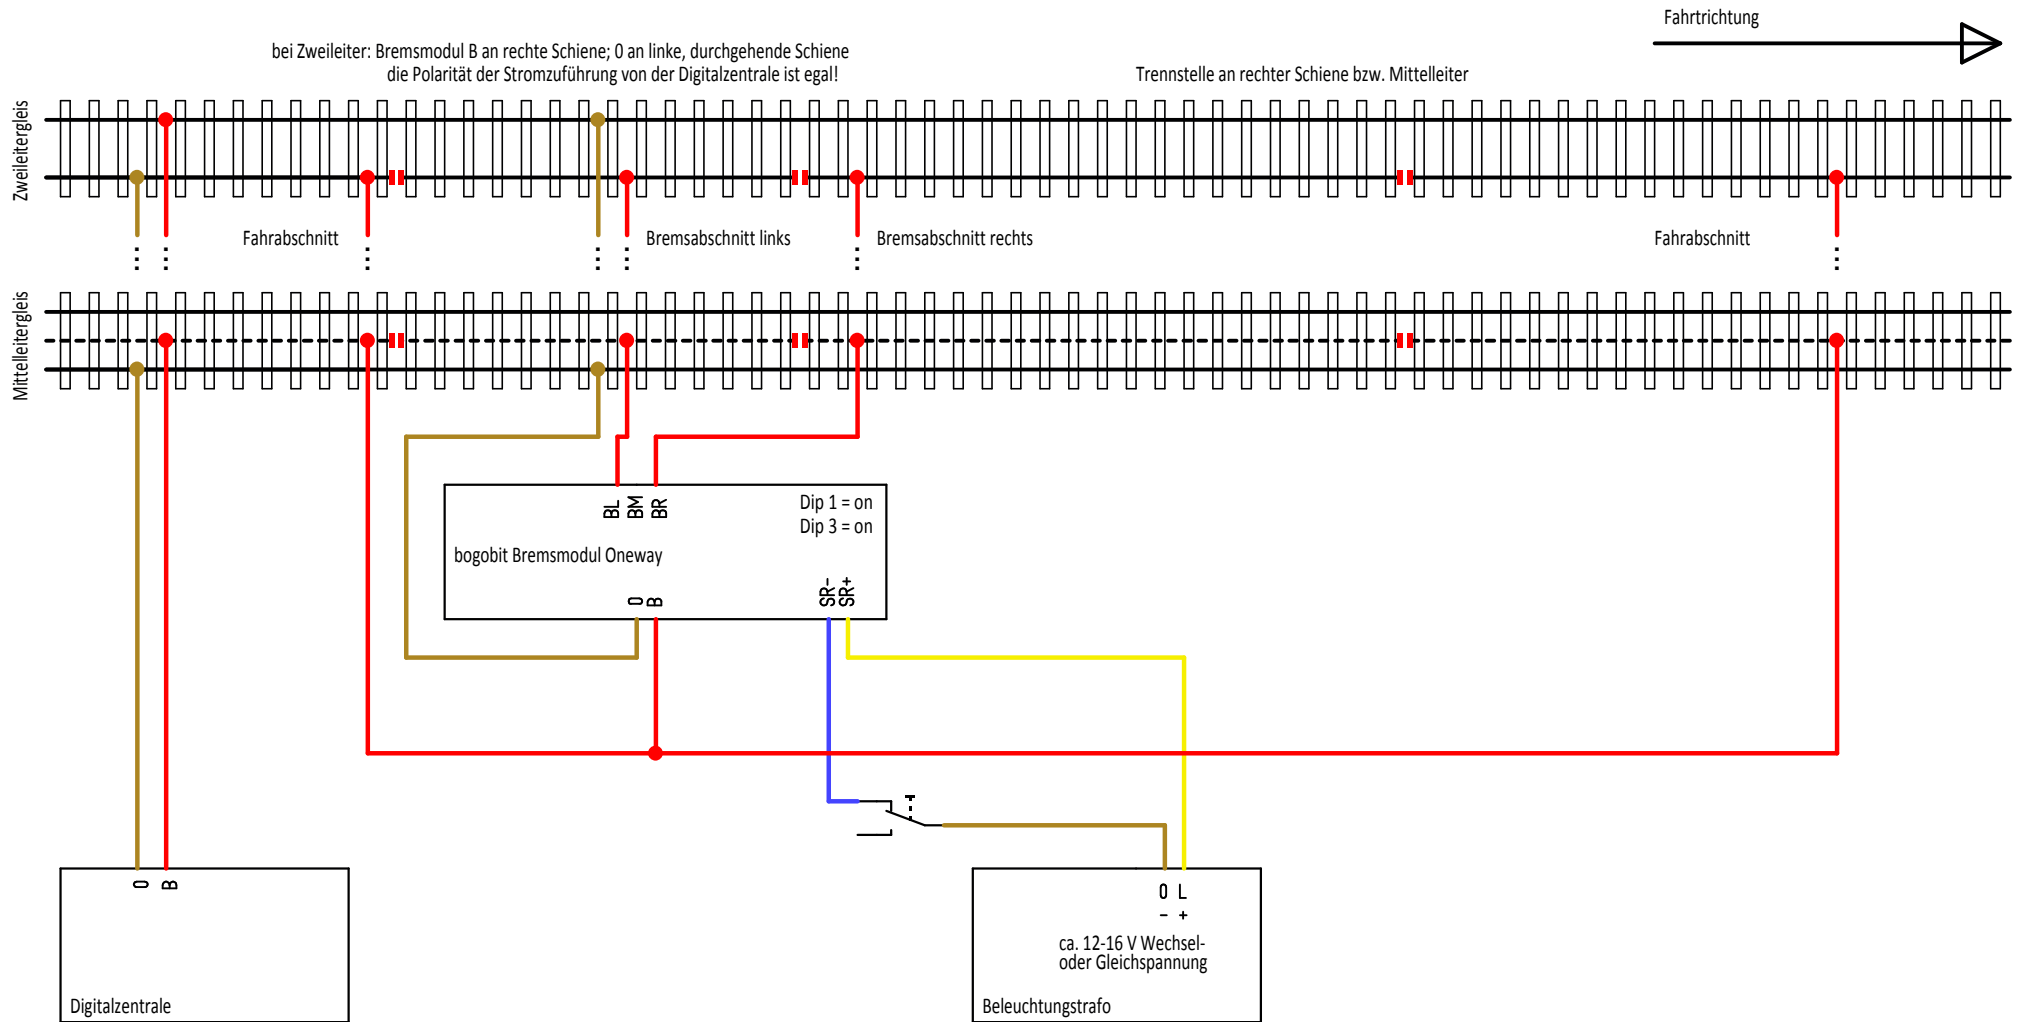 Fahrtrichtung
bei Zweileiter: Bremsmodul B an rechte Schiene; 0 an linke, durchgehende Schiene
die Polarität der Stromzuführung von der Digitalzentrale ist egal!
Trennstelle an rechter Schiene bzw. Mittelleiter
Zweileitergleis
Fahrabschnitt
Bremsabschnitt links
Bremsabschnitt rechts
Fahrabschnitt
Mittelleitergleis
BL
BM
BR
Dip 1 = on
Dip 3 = on
bogobit Bremsmodul Oneway
0
B
SR-
SR+
0
B
Digitalzentrale
0 L
- +
ca. 12-16 V Wechsel-
oder Gleichspannung
Beleuchtungstrafo